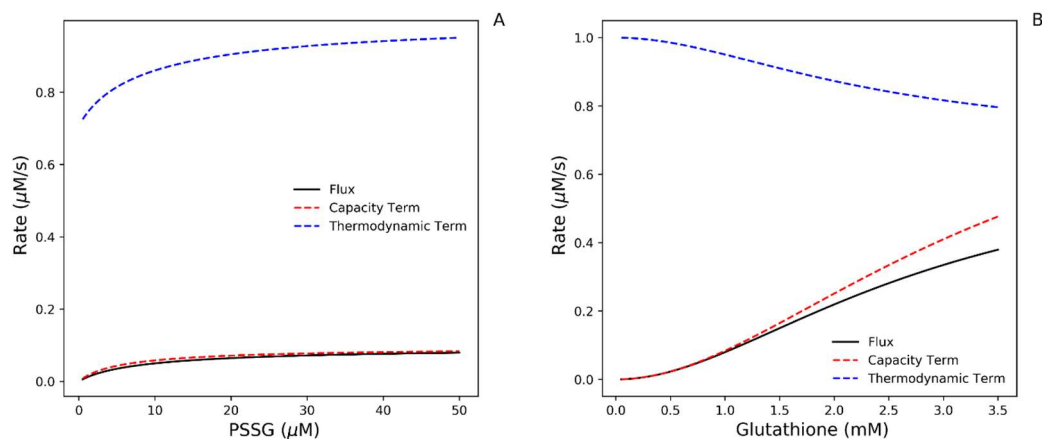 A
Rate (μM/s)
0.8
0.6
0.4
0.2
0.0
Flux
Capacity Term
Thermodynamic Term
0 10 20 30 40 50
PSSG (μM)
B
Rate (μM/s)
1.0
0.8
0.6
0.4
0.2
0.0
Flux
Capacity Term
Thermodynamic Term
0.0 0.5 1.0 1.5 2.0 2.5 3.0 3.5
Glutathione (mM)